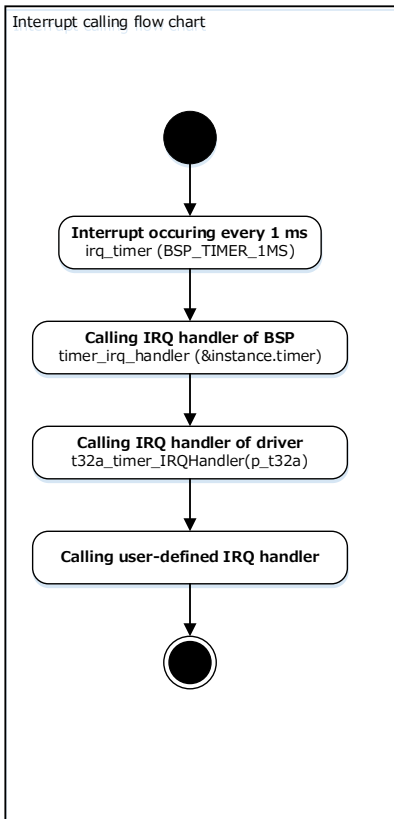 Interrupt calling flow chart
Interrupt occuring every 1 ms
irq_timer (BSP_TIMER_1MS)
Calling IRQ handler of BSP
timer_irq_handler (&instance.timer)
Calling IRQ handler of driver
t32a_timer_IRQHandler(p_t32a)
Calling user-defined IRQ handler